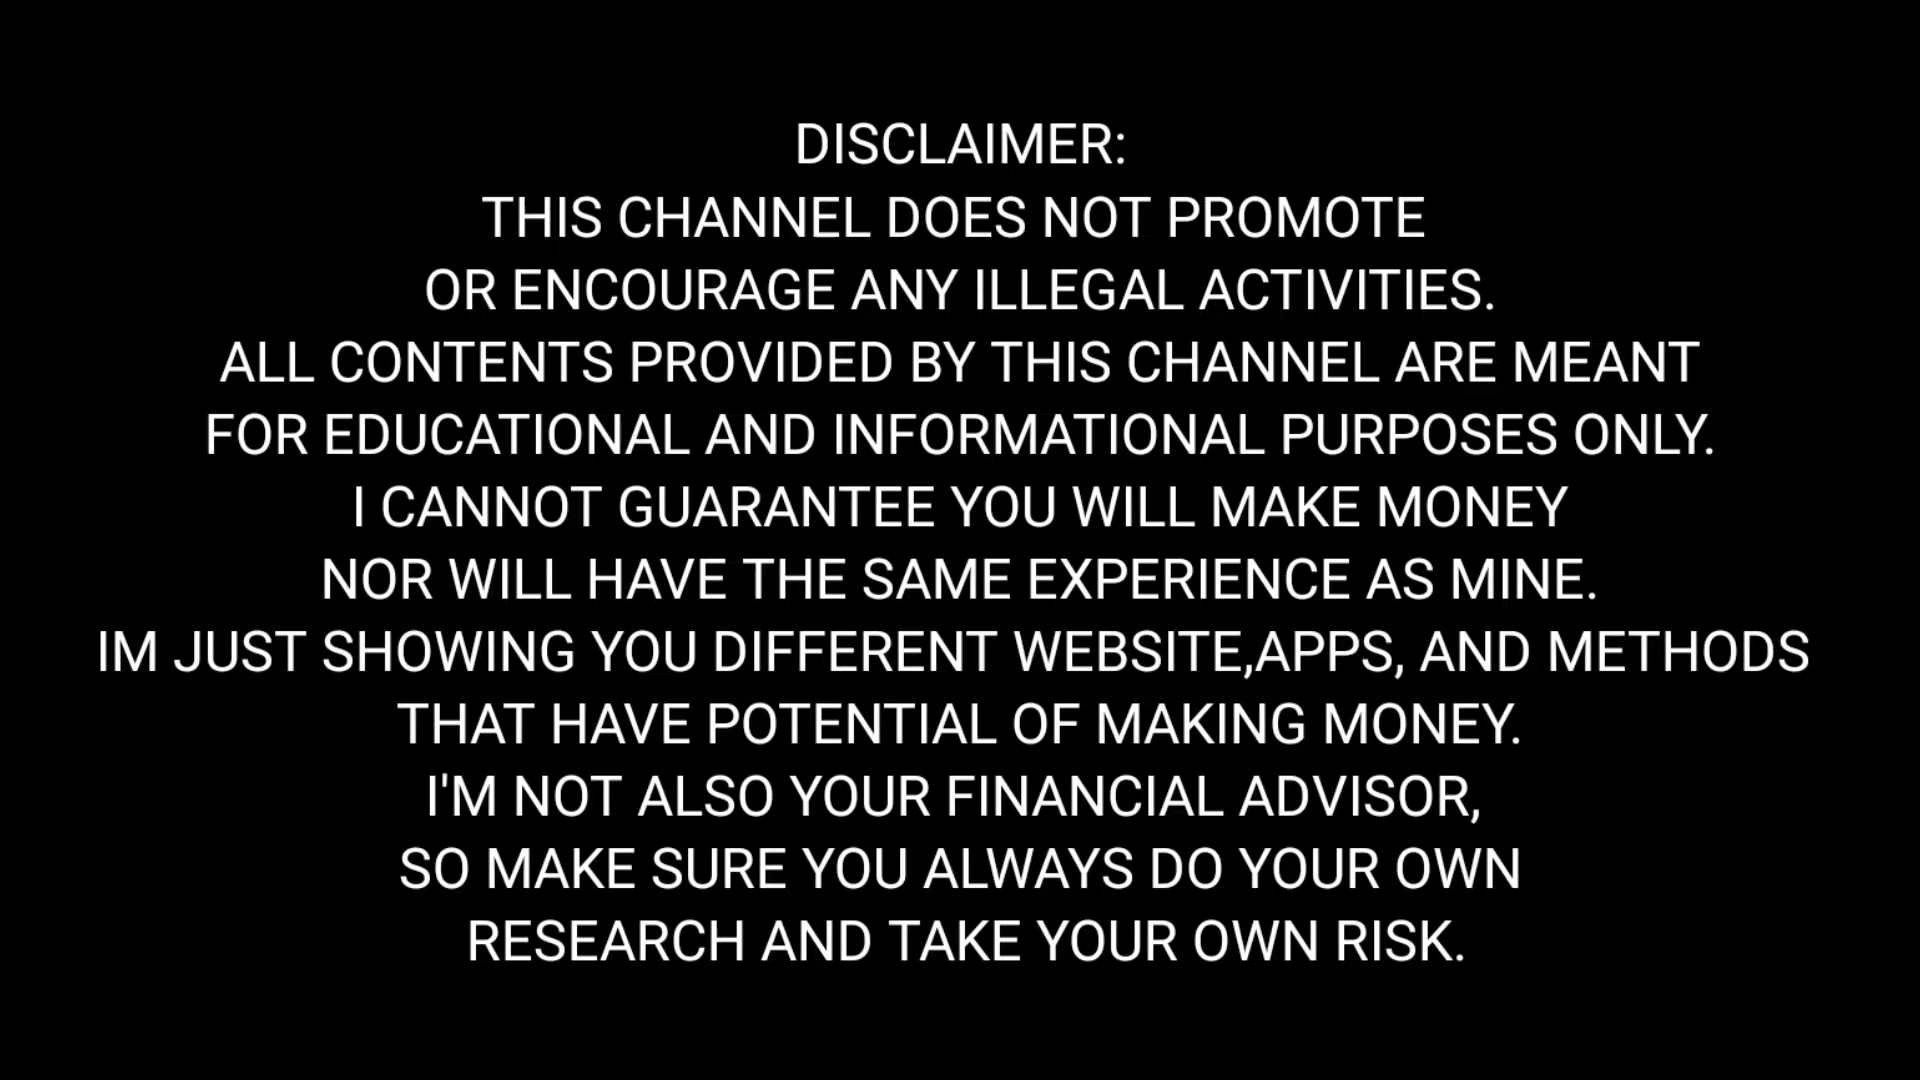 DISCLAIMER:
THIS CHANNEL DOES NOT PROMOTE
OR ENCOURAGE ANY ILLEGAL ACTIVITIES.
ALL CONTENTS PROVIDED BY THIS CHANNEL ARE MEANT
FOR EDUCATIONAL AND INFORMATIONAL PURPOSES ONLY.
I CANNOT GUARANTEE YOU WILL MAKE MONEY
NOR WILL HAVE THE SAME EXPERIENCE AS MINE.
IM JUST SHOWING YOU DIFFERENT WEBSITE,APPS, AND METHODS
THAT HAVE POTENTIAL OF MAKING MONEY.
I'M NOT ALSO YOUR FINANCIAL ADVISOR,
SO MAKE SURE YOU ALWAYS DO YOUR OWN
RESEARCH AND TAKE YOUR OWN RISK.